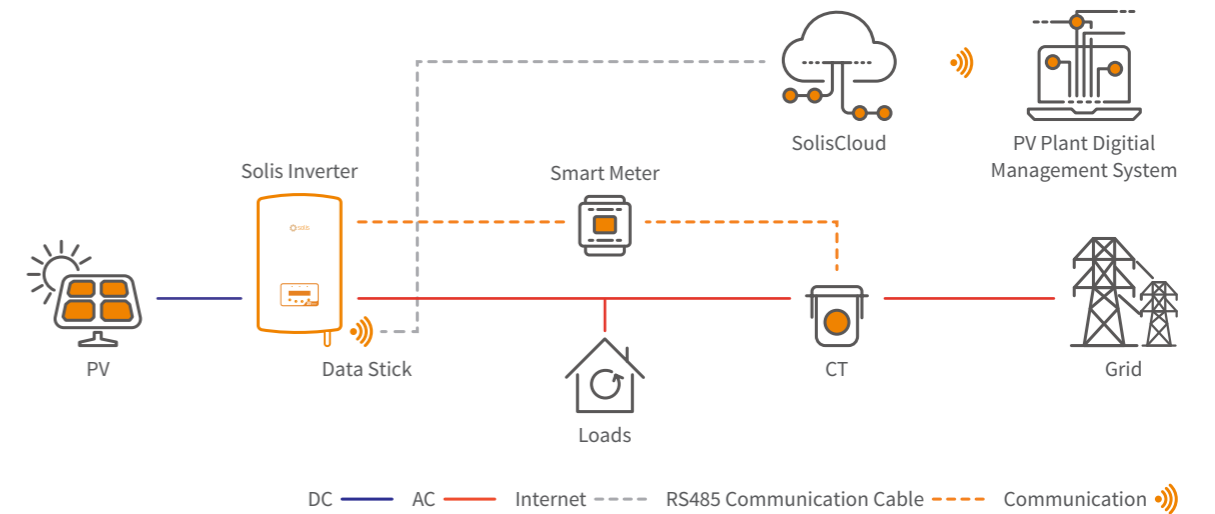 SolisCloud
PV Plant Digitial
Management System
Solis Inverter
Smart Meter
solis
PV
Data Stick
CT
Grid
Loads
DC
AC
Internet
RS485 Communication Cable
Communication